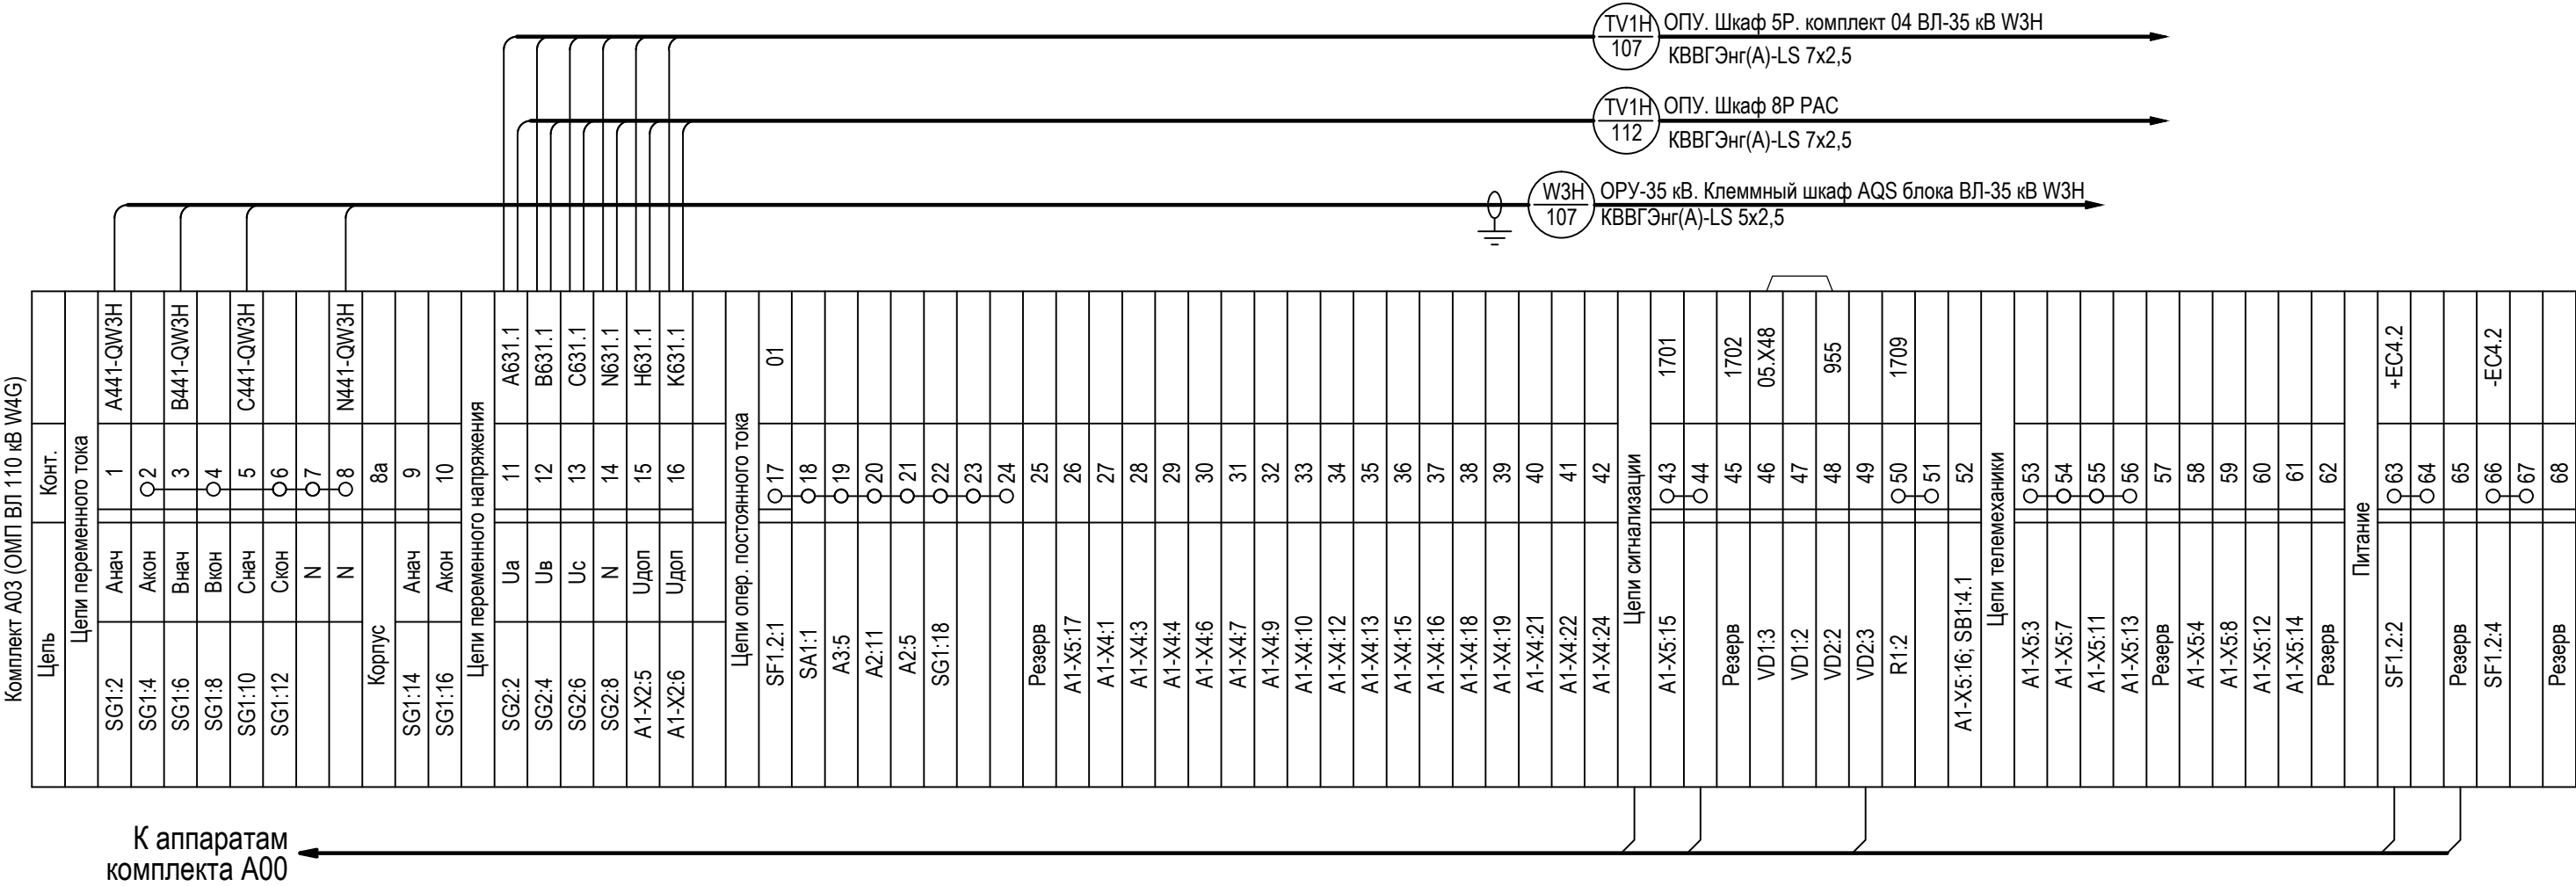 TV1H
107
ОПУ. Шкаф 5Р. комплект 04 ВЛ-35 кВ W3H
КВВГЭнг(А)-LS 7x2,5
TV1H
112
ОПУ. Шкаф 8Р РАС
КВВГЭнг(А)-LS 7x2,5
W3H
107
ОРУ-35 кВ. Клеммный шкаф AQS блока ВЛ-35 кВ W3H
КВВГЭнг(А)-LS 5x2,5
Комплект А03 (ОМП ВЛ 110 кВ W4G)
Цепь Конт.
Цепи переменного тока
SG1:2 Анач 1 A441-QW3H
SG1:4 Акон 2
SG1:6 Внач 3 B441-QW3H
SG1:8 Вкон 4
SG1:10 Снач 5 C441-QW3H
SG1:12 Скон 6
N 7
N 8 N441-QW3H
Корпус 8а
SG1:14 Анач 9
SG1:16 Акон 10
Цепи переменного напряжения
SG2:2 Uа 11 A631.1
SG2:4 Uв 12 B631.1
SG2:6 Uс 13 C631.1
SG2:8 N 14 N631.1
A1-X2:5 Uдоп 15 H631.1
A1-X2:6 Uдоп 16 K631.1
Цепи опер. постоянного тока
SF1.2:1 17 01
SA1:1 18
A3:5 19
A2:11 20
A2:5 21
SG1:18 22
23
24
Резерв 25
A1-X5:17 26
A1-X4:1 27
A1-X4:3 28
A1-X4:4 29
A1-X4:6 30
A1-X4:7 31
A1-X4:9 32
A1-X4:10 33
A1-X4:12 34
A1-X4:13 35
A1-X4:15 36
A1-X4:16 37
A1-X4:18 38
A1-X4:19 39
A1-X4:21 40
A1-X4:22 41
A1-X4:24 42
Цепи сигнализации
A1-X5:15 43 1701
44
Резерв 45 1702
VD1:3 46 05.X48
VD1:2 47
VD2:2 48 955
VD2:3 49
R1:2 50 1709
51
A1-X5:16; SB1:4.1 52
Цепи телемеханики
A1-X5:3 53
A1-X5:7 54
A1-X5:11 55
A1-X5:13 56
Резерв 57
A1-X5:4 58
A1-X5:8 59
A1-X5:12 60
A1-X5:14 61
Резерв 62
Питание
SF1.2:2 63 +EC4.2
64
Резерв 65
SF1.2:4 66 -EC4.2
67
Резерв 68
К аппаратам
комплекта А00